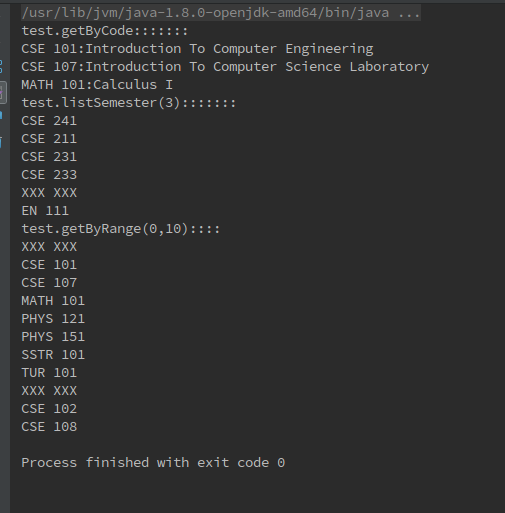 /usr/lib/jvm/java-1.8.0-openjdk-amd64/bin/java ...
test.getByCode:::::::
CSE 101:Introduction To Computer Engineering
CSE 107:Introduction To Computer Science Laboratory
MATH 101:Calculus I
test.listSemester(3):::::::
CSE 241
CSE 211
CSE 231
CSE 233
XXX XXX
EN 111
test.getByRange(0,10)::::
XXX XXX
CSE 101
CSE 107
MATH 101
PHYS 121
PHYS 151
SSTR 101
TUR 101
XXX XXX
CSE 102
CSE 108
Process finished with exit code 0